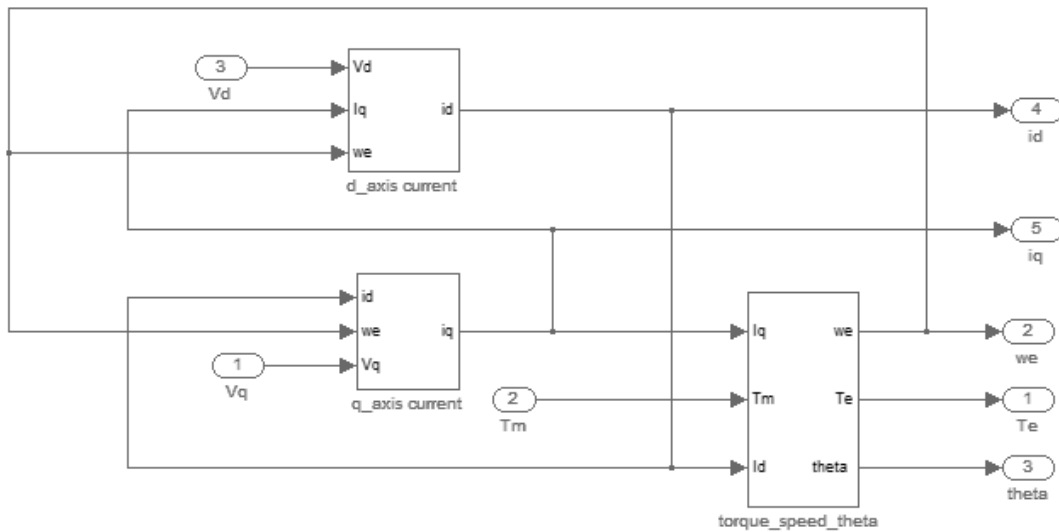 3
Vd
Vd
Iq
we
id
d_axis current
4
id
5
iq
id
we
Vq
iq
q_axis current
1
Vq
2
Tm
Iq
Tm
Id
we
Te
theta
torque_speed_theta
2
we
1
Te
3
theta